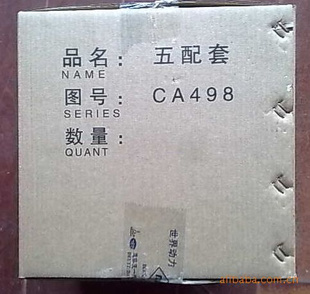 品名： 五配套
NAME
图号： CA498
SERIES
数量：
QUANT
世界动力
alibaba.com.cn